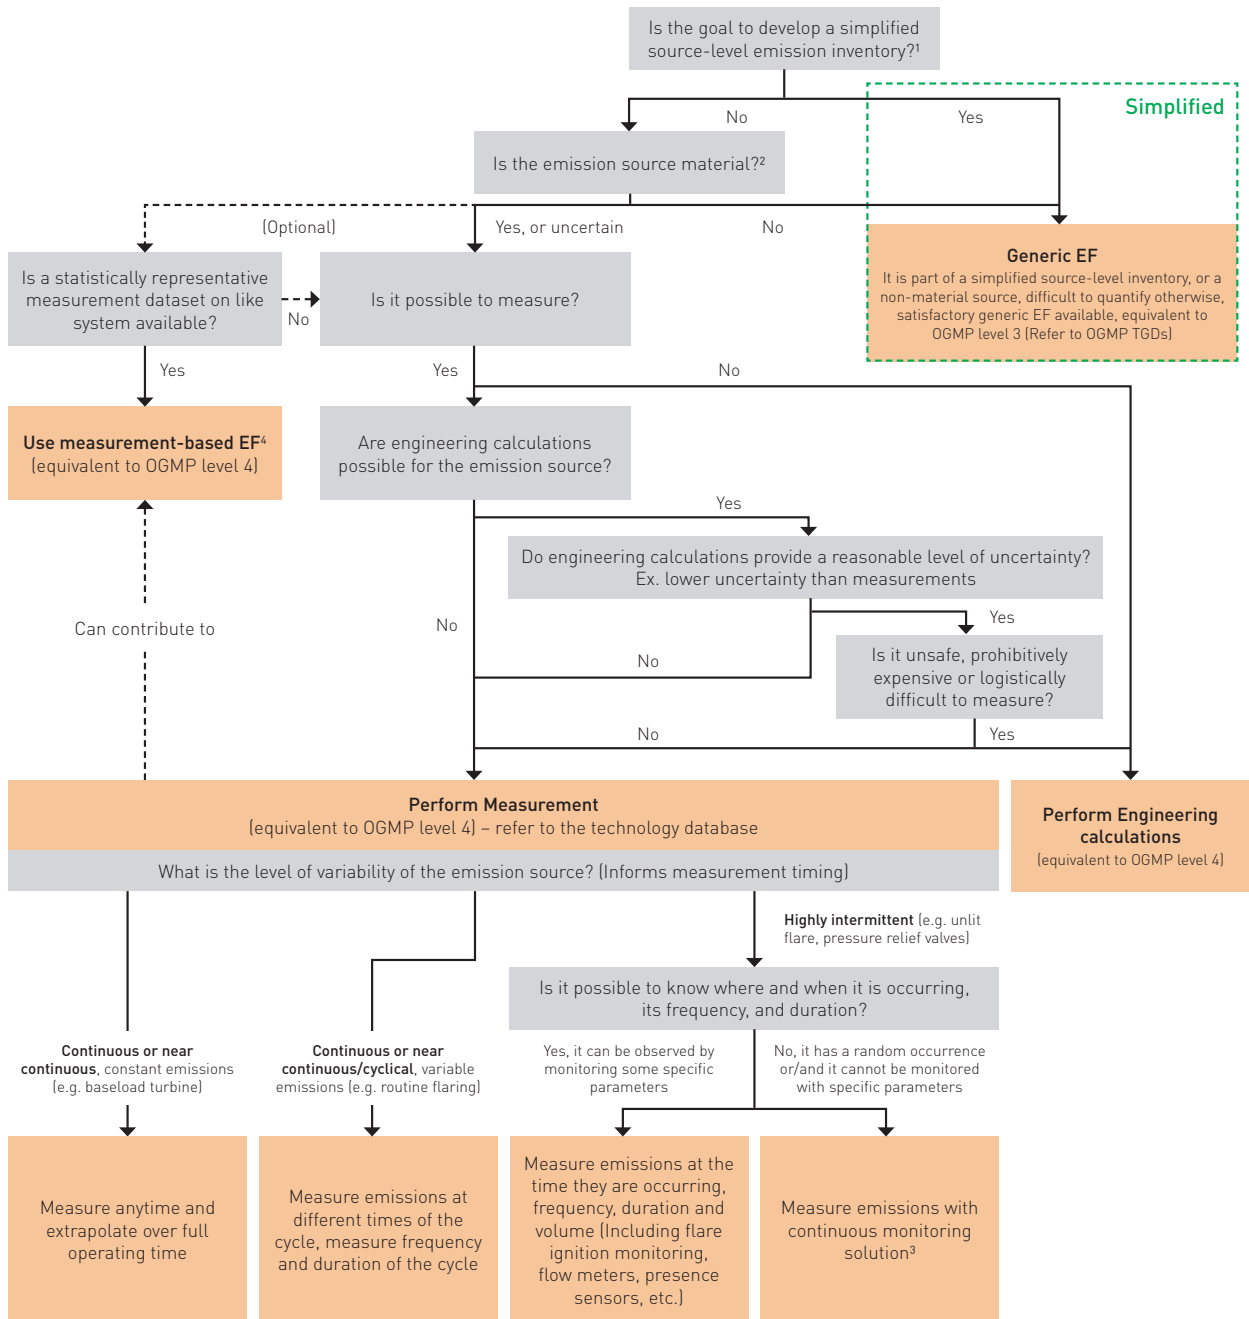 Is the goal to develop a simplified
source-level emission inventory?¹
Simplified
No
Yes
Is the emission source material?²
(Optional)
Yes, or uncertain
No
Generic EF
It is part of a simplified source-level inventory, or a
non-material source, difficult to quantify otherwise,
satisfactory generic EF available, equivalent to
OGMP level 3 (Refer to OGMP TGDs)
Is a statistically representative
measurement dataset on like
system available?
No
Is it possible to measure?
Yes
Yes
No
Use measurement-based EF⁴
(equivalent to OGMP level 4)
Are engineering calculations
possible for the emission source?
Yes
Do engineering calculations provide a reasonable level of uncertainty?
Ex. lower uncertainty than measurements
Can contribute to
No
Yes
No
Is it unsafe, prohibitively
expensive or logistically
difficult to measure?
No
Yes
Perform Measurement
(equivalent to OGMP level 4) – refer to the technology database
Perform Engineering
calculations
(equivalent to OGMP level 4)
What is the level of variability of the emission source? (Informs measurement timing)
Highly intermittent (e.g. unlit
flare, pressure relief valves)
Is it possible to know where and when it is occurring,
its frequency, and duration?
Continuous or near
continuous, constant emissions
(e.g. baseload turbine)
Continuous or near
continuous/cyclical, variable
emissions (e.g. routine flaring)
Yes, it can be observed by
monitoring some specific
parameters
No, it has a random occurrence
or/and it cannot be monitored
with specific parameters
Measure anytime and
extrapolate over full
operating time
Measure emissions at
different times of the
cycle, measure frequency
and duration of the cycle
Measure emissions at the
time they are occurring,
frequency, duration and
volume (Including flare
ignition monitoring,
flow meters, presence
sensors, etc.)
Measure emissions with
continuous monitoring
solution³